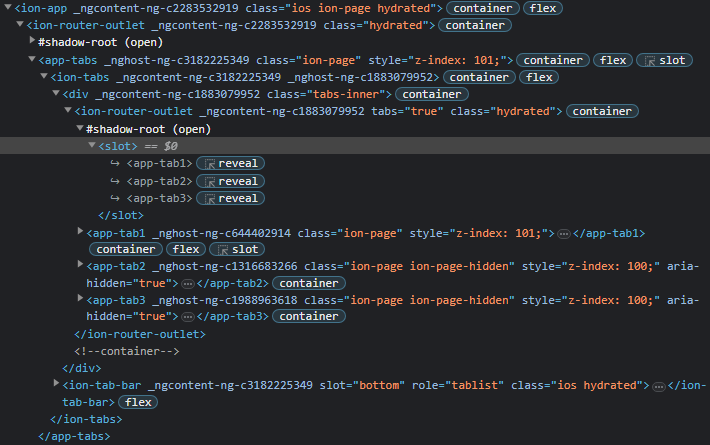 <ion-app _ngcontent-ng-c2283532919 class="ios ion-page hydrated"> container flex
<ion-router-outlet _ngcontent-ng-c2283532919 class="hydrated"> container
#shadow-root (open)
<app-tabs _nghost-ng-c3182225349 class="ion-page" style="z-index: 101;"> container flex slot
<ion-tabs _ngcontent-ng-c3182225349 _nghost-ng-c1883079952> container flex
<div _ngcontent-ng-c1883079952 class="tabs-inner"> container
<ion-router-outlet _ngcontent-ng-c1883079952 tabs="true" class="hydrated"> container
#shadow-root (open)
<slot> == $0
↪ <app-tab1> reveal
↪ <app-tab2> reveal
↪ <app-tab3> reveal
</slot>
<app-tab1 _nghost-ng-c644402914 class="ion-page" style="z-index: 101;"> … </app-tab1>
container flex slot
<app-tab2 _nghost-ng-c1316683266 class="ion-page ion-page-hidden" style="z-index: 100;" aria-
hidden="true"> … </app-tab2> container
<app-tab3 _nghost-ng-c1988963618 class="ion-page ion-page-hidden" style="z-index: 100;" aria-
hidden="true"> … </app-tab3> container
</ion-router-outlet>
<!--container-->
</div>
<ion-tab-bar _ngcontent-ng-c3182225349 slot="bottom" role="tablist" class="ios hydrated"> … </ion-
tab-bar> flex
</ion-tabs>
</app-tabs>